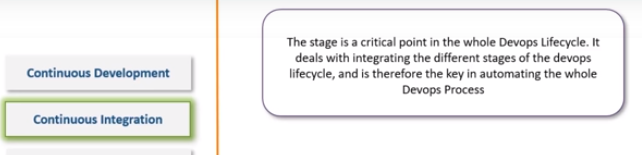 The stage is a critical point in the whole Devops Lifecycle. It
deals with integrating the different stages of the devops
lifecycle, and is therefore the key in automating the whole
Devops Process
Continuous Development
Continuous Integration